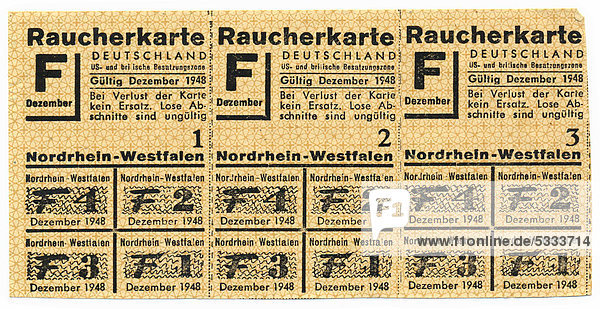 Raucherkarte
DEUTSCHLAND
US- und britische Besatzungszone
F
Dezember
Gültig Dezember 1948
Bei Verlust der Karte
kein Ersatz. Lose Ab-
schnitte sind ungültig
1
Nordrhein-Westfalen
Nordrhein-Westfalen
F 4
Dezember 1948
Nordrhein-Westfalen
F 2
Dezember 1948
Nordrhein-Westfalen
F 3
Dezember 1948
Nordrhein-Westfalen
F 1
Dezember 1948
Raucherkarte
DEUTSCHLAND
US- und britische Besatzungszone
F
Dezember
Gültig Dezember 1948
Bei Verlust der Karte
kein Ersatz. Lose Ab-
schnitte sind ungültig
2
Nordrhein-Westfalen
Nordrhein-Westfalen
F 4
Dezember 1948
Nordrhein-Westfalen
F
Dezember 1948
Nordrhein-Westfalen
F 3
Dezember 1948
Nordrhein-Westfalen
F 1
Dezember 1948
Raucherkarte
DEUTSCHLAND
US- und britische Besatzungszone
F
Dezember
Gültig Dezember 1948
Bei Verlust der Karte
kein Ersatz. Lose Ab-
schnitte sind ungültig
3
Nordrhein-Westfalen
Nordrhein-Westfalen
F 4
Dezember 1948
Nordrhein-Westfalen
F 2
Dezember 1948
Nordrhein-Westfalen
F 3
Dezember 1948
Nordrhein-Westfalen
F 1
Dezember 1948
F1
www.f1online.de 5333714